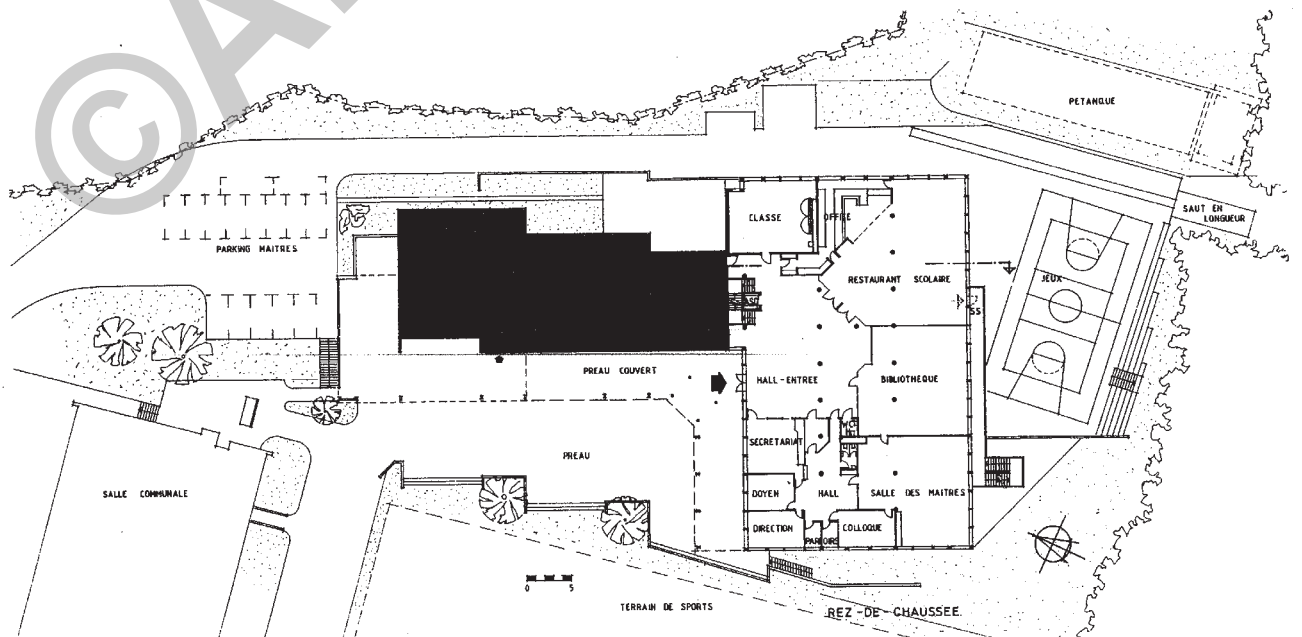 PETANQUE
CLASSE
OFFICE
SAUT EN
LONGUEUR
PARKING MAITRES
RESTAURANT SCOLAIRE
JEUX
SS
PREAU COUVERT
HALL-ENTREE
BIBLIOTHEQUE
SECRETARIAT
PREAU
SALLE COMMUNALE
DOYEN
HALL
SALLE DES MAITRES
DIRECTION
PARLOIRS
COLLOQUE
0 5
TERRAIN DE SPORTS
REZ-DE-CHAUSSEE.